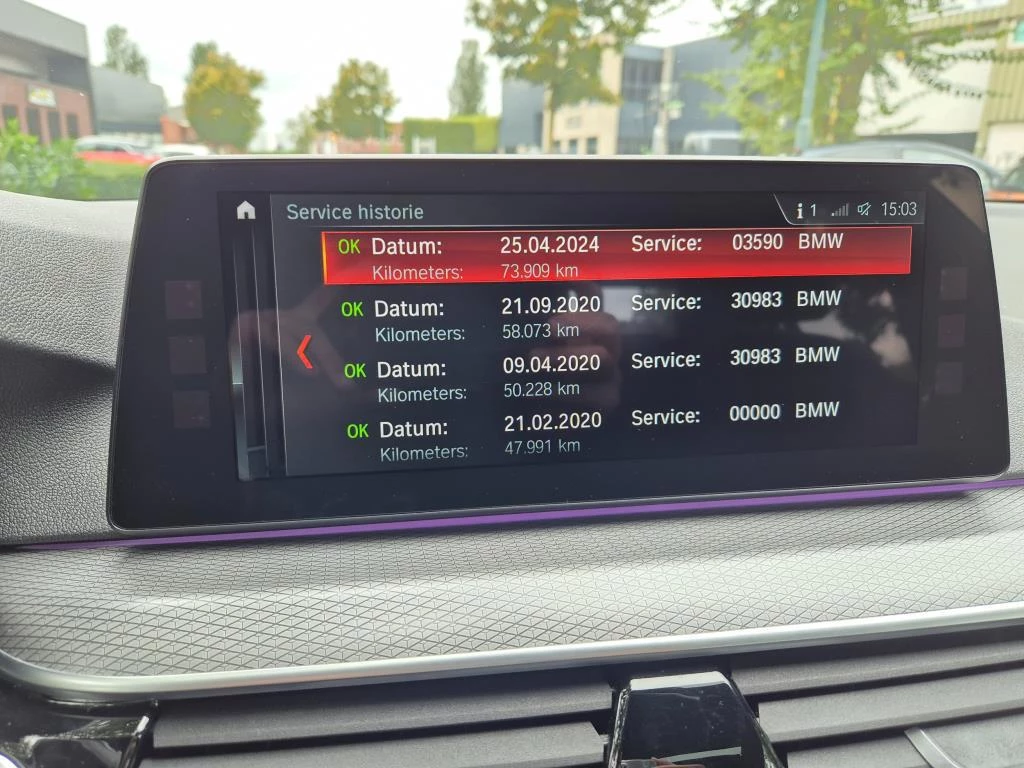 Service historie
i 1 15:03
OK Datum: 25.04.2024 Service: 03590 BMW
Kilometers: 73,909 km
OK Datum: 21.09.2020 Service: 30983 BMW
Kilometers: 58.073 km
OK Datum: 09.04.2020 Service: 30983 BMW
Kilometers: 50.228 km
OK Datum: 21.02.2020 Service: 00000 BMW
Kilometers: 47.991 km